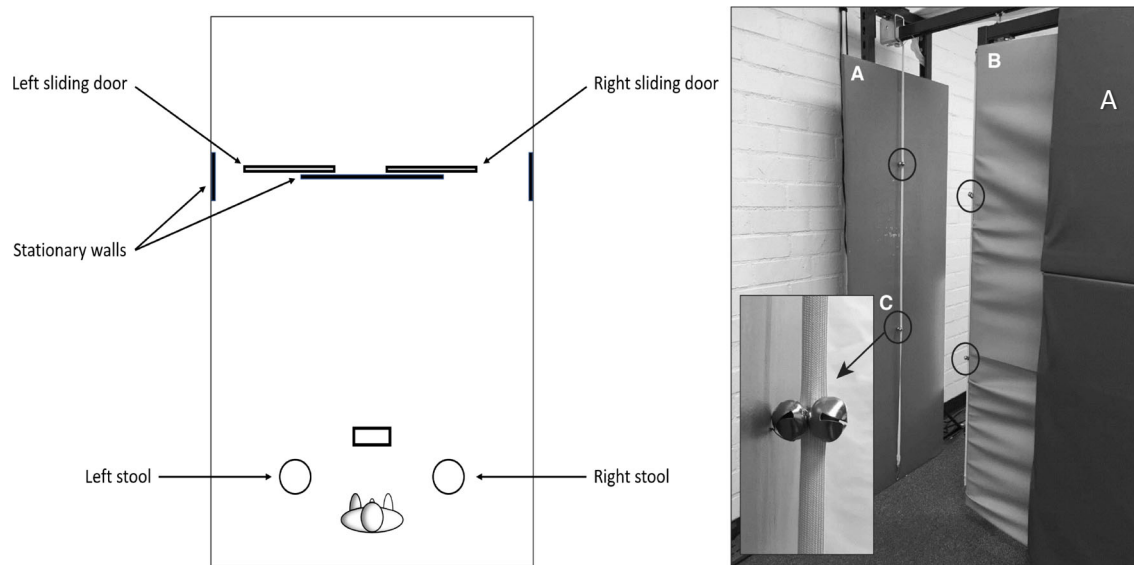 Left sliding door
Right sliding door
Stationary walls
Left stool
Right stool
A
B
A
C